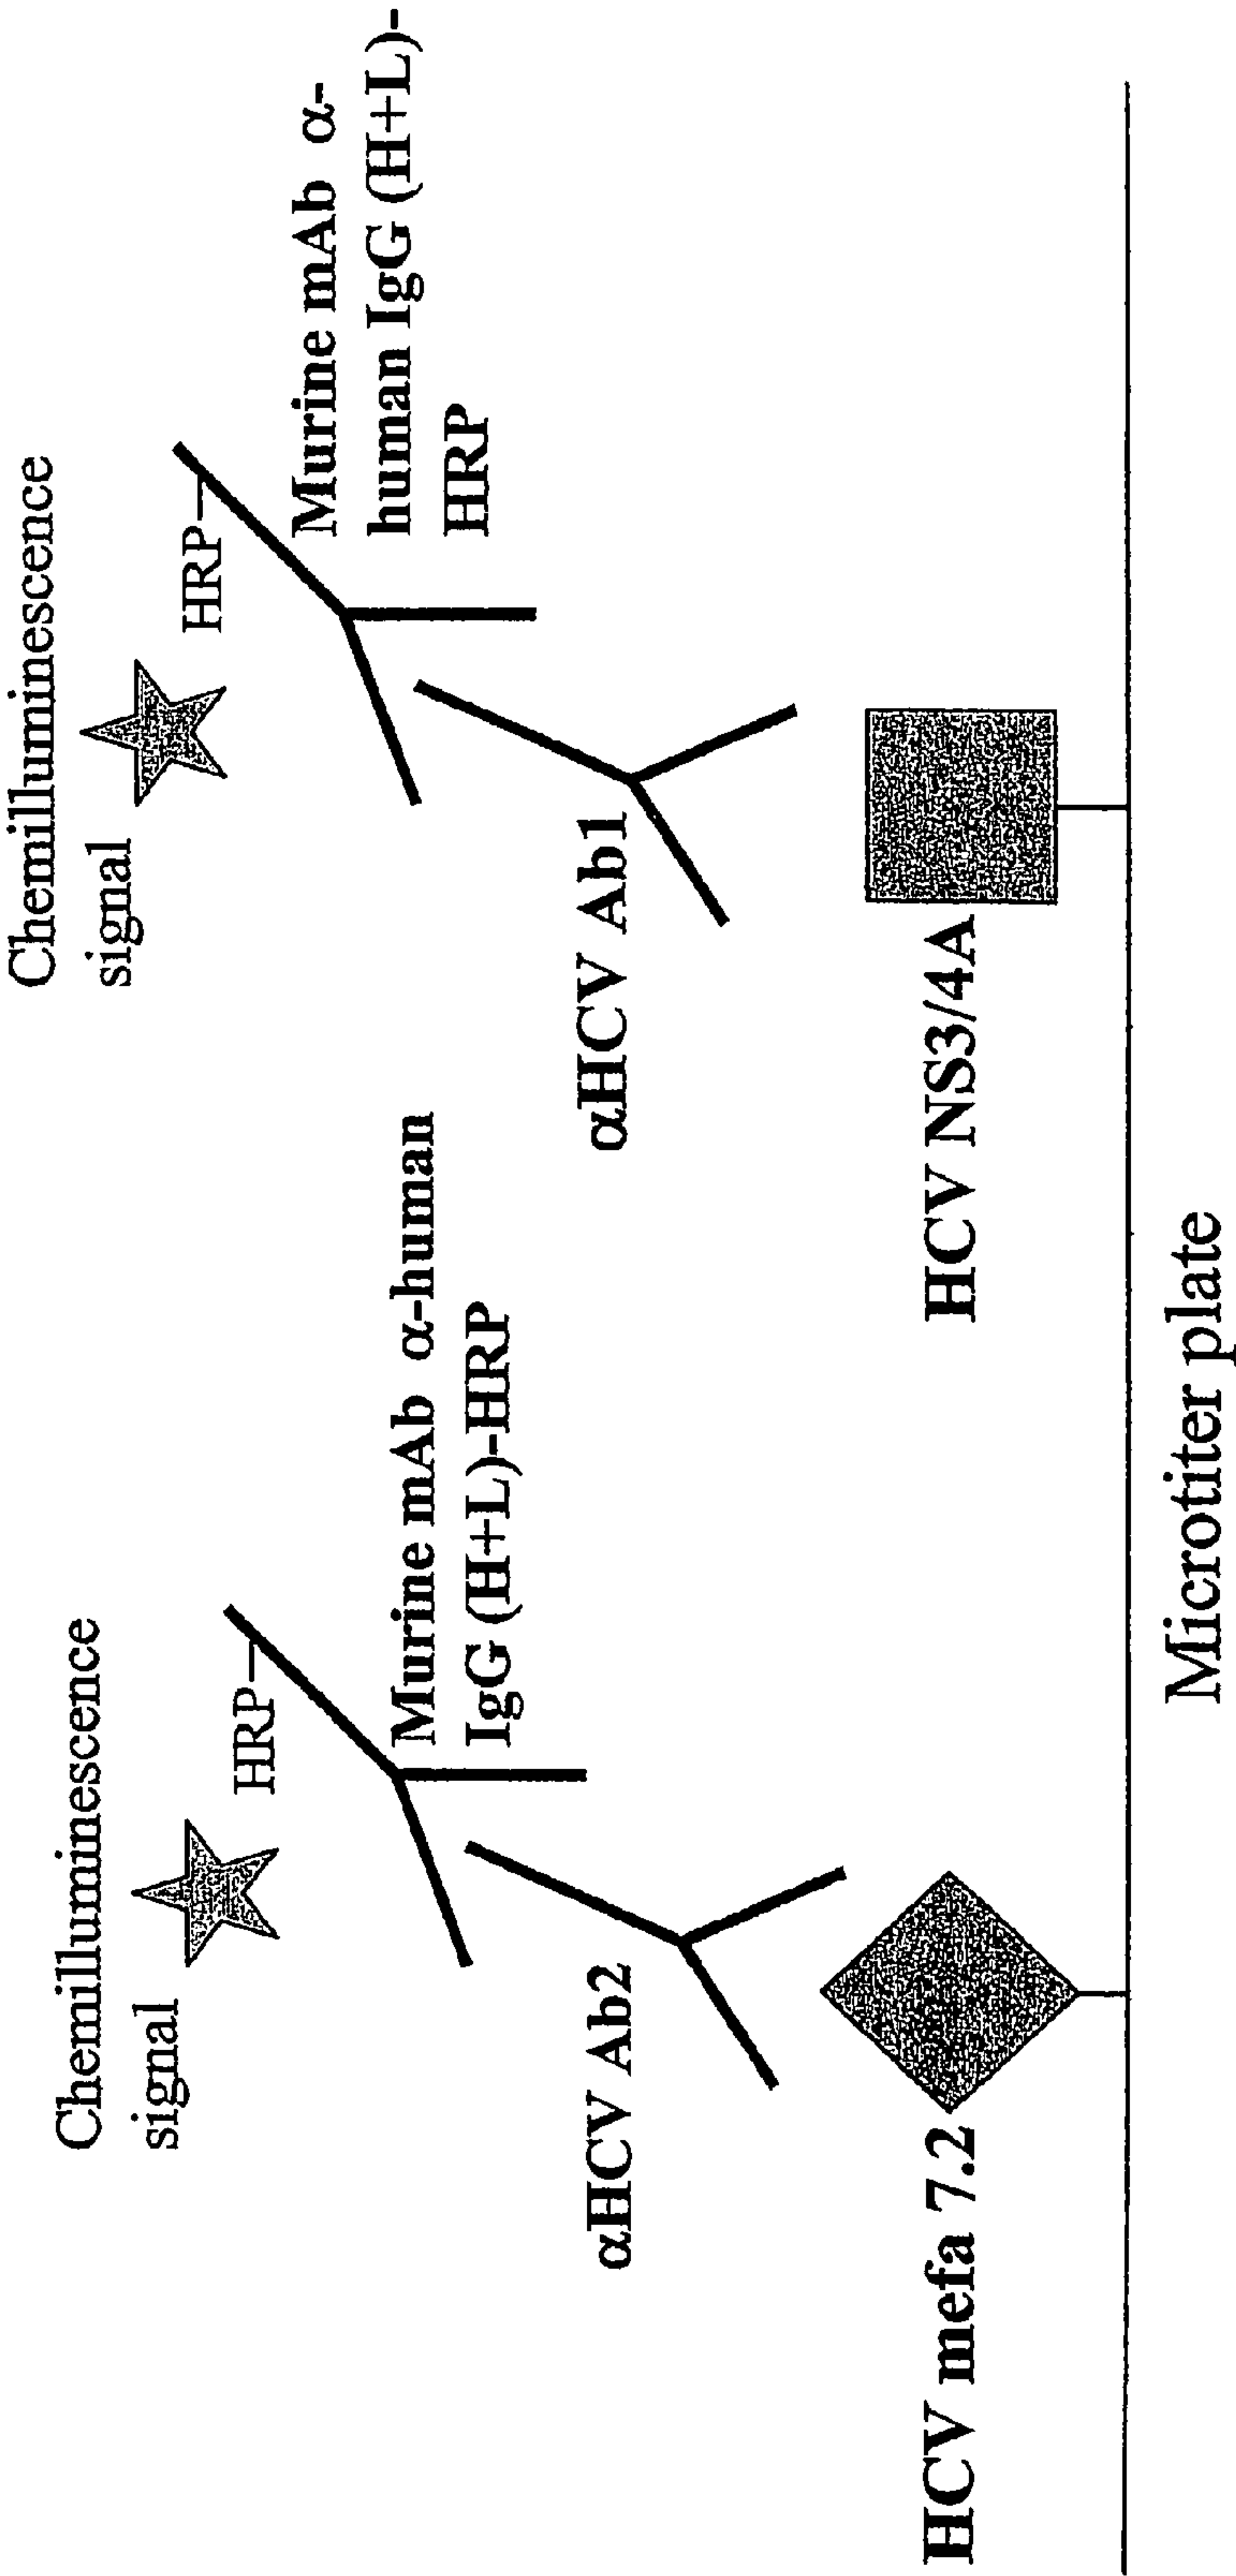 Chemilluminescence
signal
HRP
Murine mAb α-human
IgG (H+L)-HRP
αHCV Ab2
HCV mefa 7.2
Chemilluminescence
signal
HRP
Murine mAb α-
human IgG (H+L)-
HRP
αHCV Ab1
HCV NS3/4A
Microtiter plate